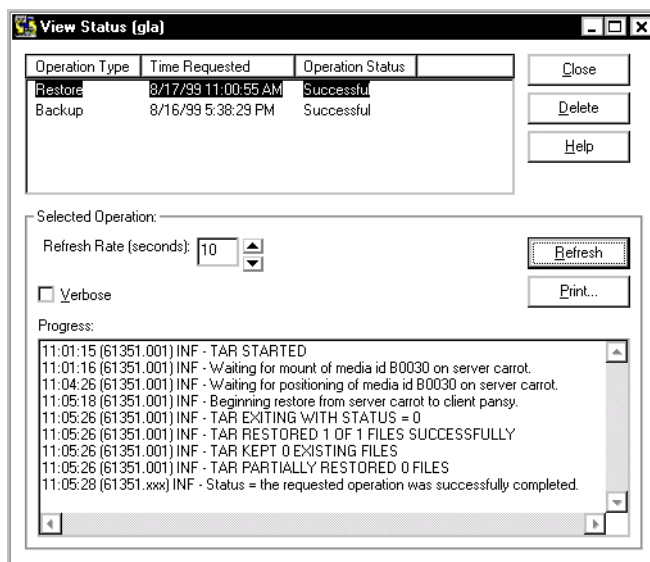 View Status (gla)
Operation Type Time Requested Operation Status
Close
Restore 8/17/99 11:00:55 AM Successful
Backup 8/16/99 5:38:29 PM Successful
Delete
Help
Selected Operation:
Refresh Rate (seconds): 10
Refresh
Verbose
Print...
Progress:
11:01:15 (61351.001) INF - TAR STARTED
11:01:16 (61351.001) INF - Waiting for mount of media id B0030 on server carrot.
11:04:26 (61351.001) INF - Waiting for positioning of media id B0030 on server carrot.
11:05:18 (61351.001) INF - Beginning restore from server carrot to client pansy.
11:05:26 (61351.001) INF - TAR EXITING WITH STATUS = 0
11:05:26 (61351.001) INF - TAR RESTORED 1 OF 1 FILES SUCCESSFULLY
11:05:26 (61351.001) INF - TAR KEPT 0 EXISTING FILES
11:05:26 (61351.001) INF - TAR PARTIALLY RESTORED 0 FILES
11:05:28 (61351.xxx) INF - Status = the requested operation was successfully completed.